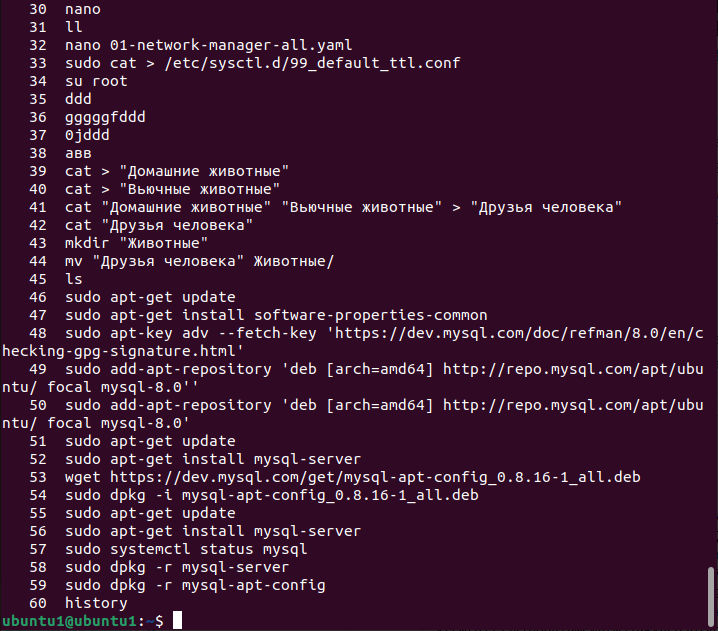 30  nano
31  ll
32  nano 01-network-manager-all.yaml
33  sudo cat > /etc/sysctl.d/99_default_ttl.conf
34  su root
35  ddd
36  gggggfddd
37  0jddd
38  авв
39  cat > "Домашние животные"
40  cat > "Вьючные животные"
41  cat "Домашние животные" "Вьючные животные" > "Друзья человека"
42  cat "Друзья человека"
43  mkdir "Животные"
44  mv "Друзья человека" Животные/
45  ls
46  sudo apt-get update
47  sudo apt-get install software-properties-common
48  sudo apt-key adv --fetch-key 'https://dev.mysql.com/doc/refman/8.0/en/c
hecking-gpg-signature.html'
49  sudo add-apt-repository 'deb [arch=amd64] http://repo.mysql.com/apt/ubu
ntu/ focal mysql-8.0''
50  sudo add-apt-repository 'deb [arch=amd64] http://repo.mysql.com/apt/ubu
ntu/ focal mysql-8.0'
51  sudo apt-get update
52  sudo apt-get install mysql-server
53  wget https://dev.mysql.com/get/mysql-apt-config_0.8.16-1_all.deb
54  sudo dpkg -i mysql-apt-config_0.8.16-1_all.deb
55  sudo apt-get update
56  sudo apt-get install mysql-server
57  sudo systemctl status mysql
58  sudo dpkg -r mysql-server
59  sudo dpkg -r mysql-apt-config
60  history
ubuntu1@ubuntu1:~$